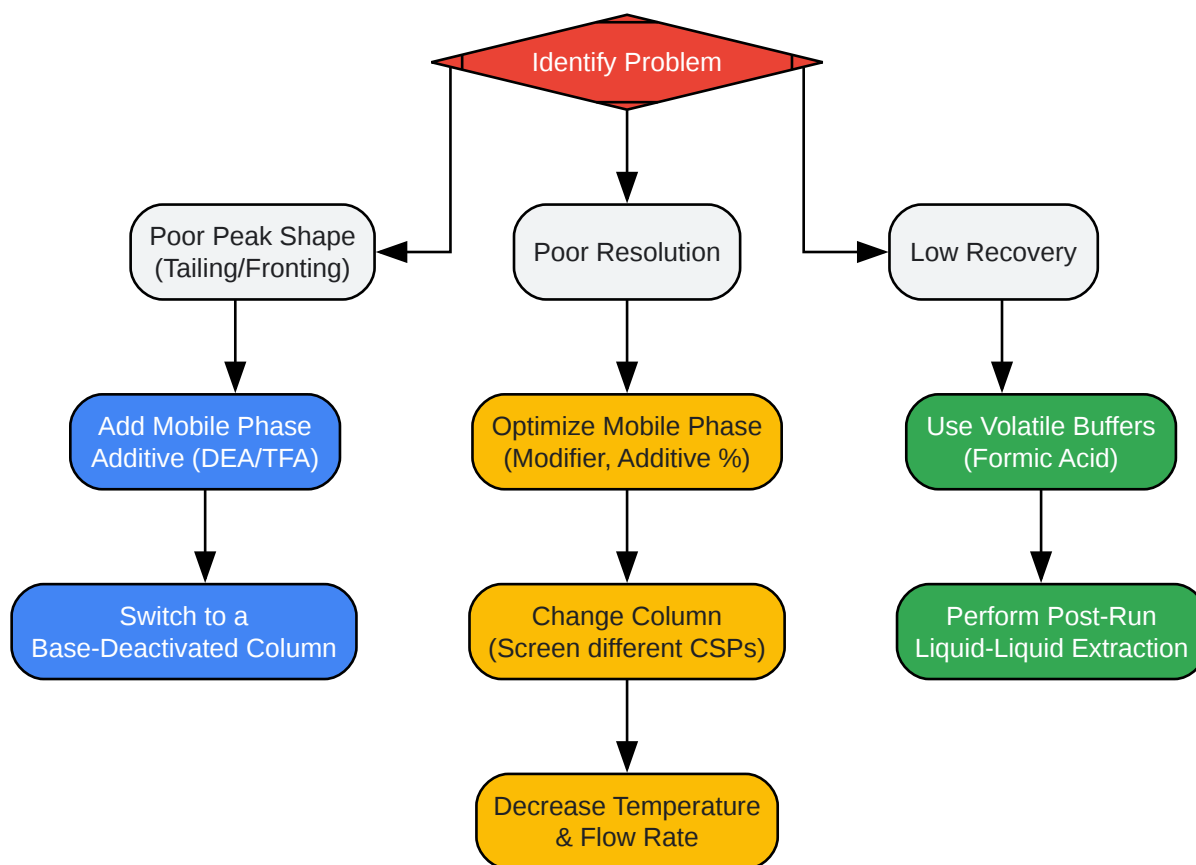 Identify Problem
Poor Peak Shape
(Tailing/Fronting)
Poor Resolution
Low Recovery
Add Mobile Phase
Additive (DEA/TFA)
Optimize Mobile Phase
(Modifier, Additive %)
Use Volatile Buffers
(Formic Acid)
Switch to a
Base-Deactivated Column
Change Column
(Screen different CSPs)
Perform Post-Run
Liquid-Liquid Extraction
Decrease Temperature
& Flow Rate